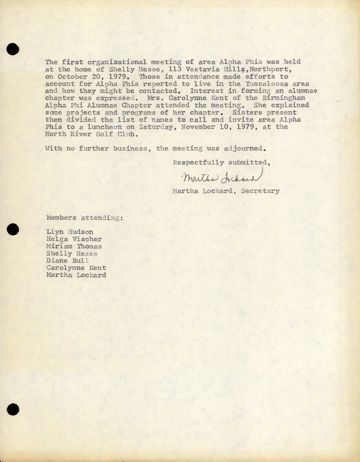 The first organizational meeting of area Alpha Phis was held
at the home of Shelly Hesse, 113 Vestavia Hills,Northport,
on October 20, 1979. Those in attendance made efforts to
account for Alpha Phis reported to live in the Tuscaloosa area
and how they might be contacted. Interest in forming an alumnae
chapter was expressed. Mrs. Carolynne Kent of the Birmingham
Alpha Phi Alumnae Chapter attended the meeting. She explained
some projects and programs of her chapter. Sisters present
then divided the list of names to call and invite area Alpha
Phis to a luncheon on Saturday, November 10, 1979, at the
North River Golf Club.
With no further business, the meeting was adjourned.
Respectfully submitted,
Martha Lockard
Martha Lockard, Secretary
Members attending:
Llyn Hudson
Helga Vischer
Miriam Thomas
Shelly Hesse
Diane Bull
Carolynne Kent
Martha Lockard